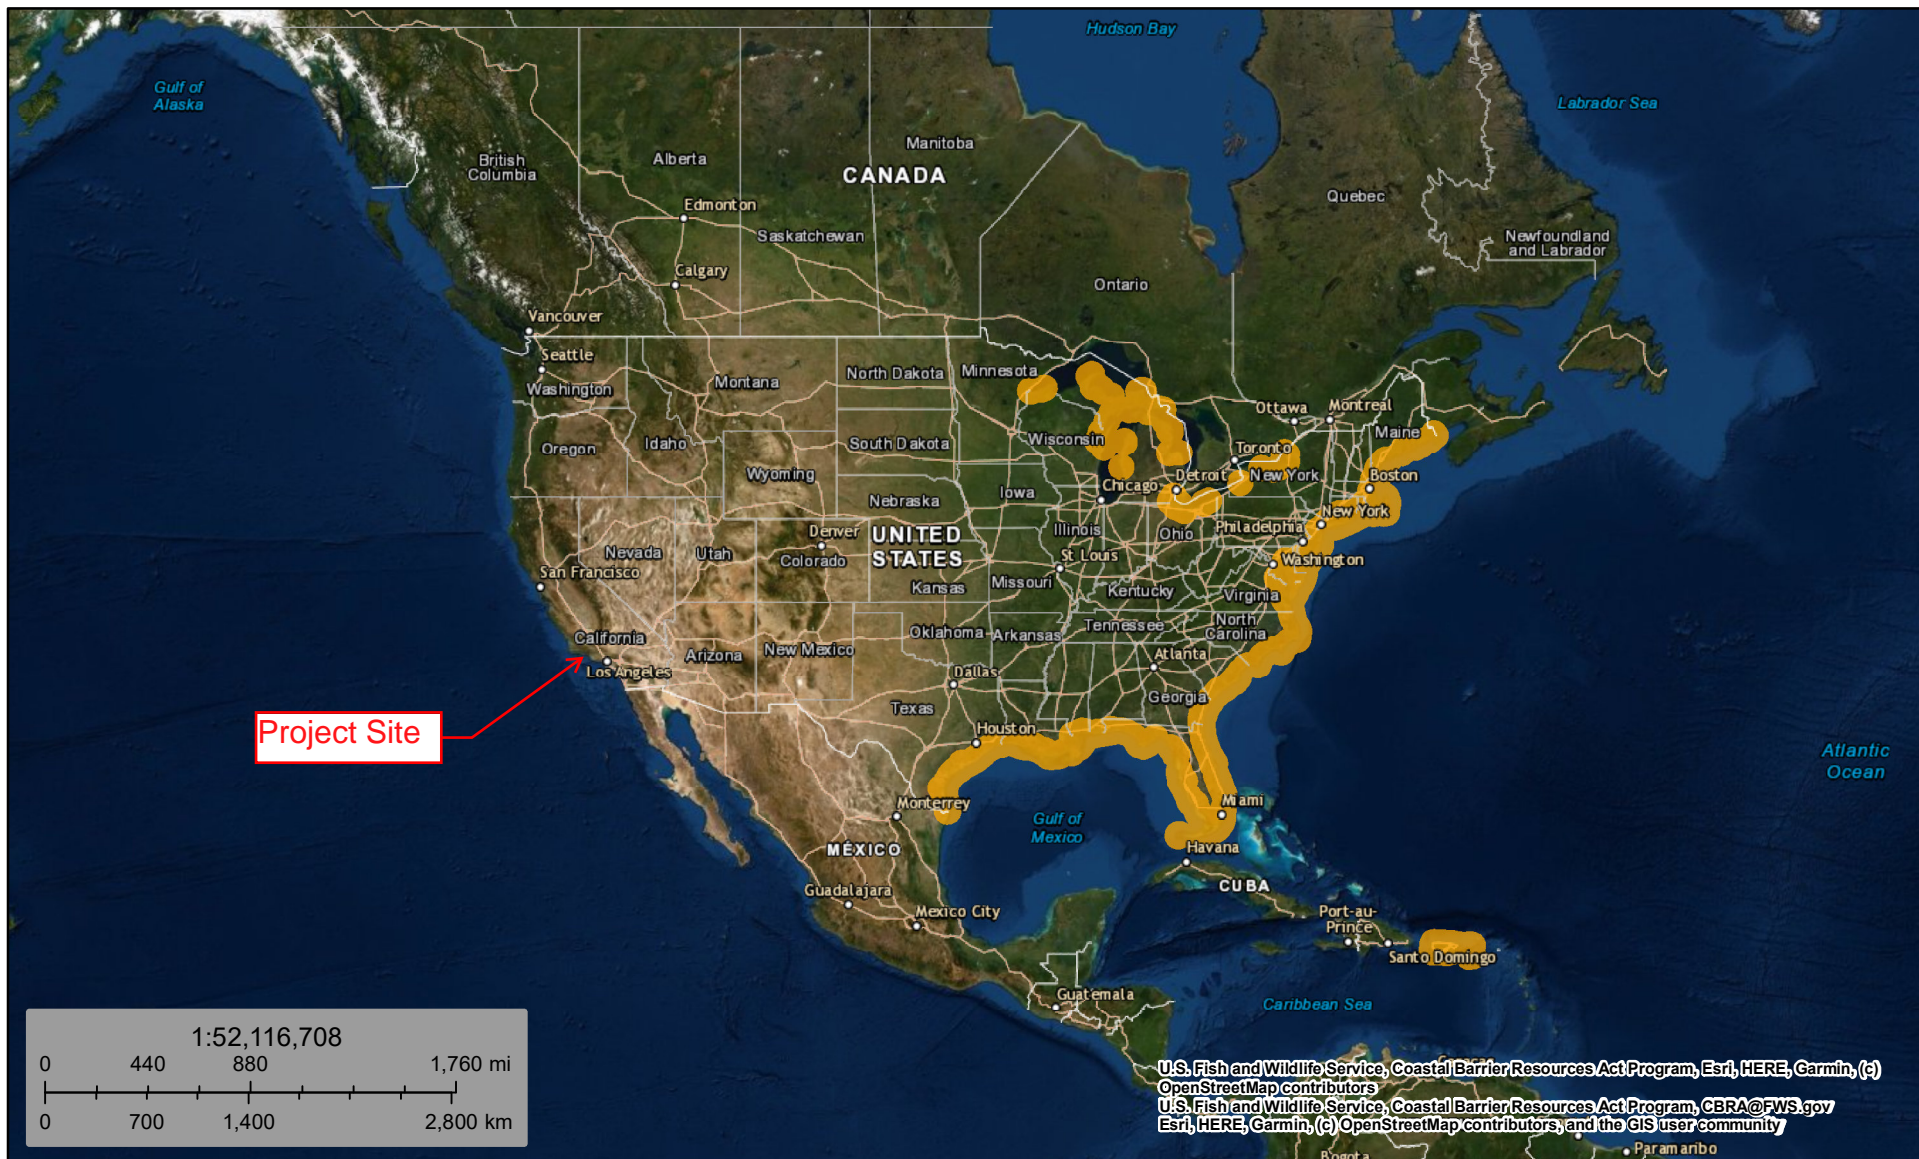 Hudson Bay
Gulf of
Alaska
Labrador Sea
British
Columbia
Alberta
Manitoba
CANADA
Quebec
Edmonton
Saskatchewan
Newfoundland
and Labrador
Calgary
Ontario
Vancouver
Seattle
Washington
Montana
North Dakota
Minnesota
Ottawa
Montreal
Maine
Oregon
Idaho
South Dakota
Wisconsin
Toronto
Wyoming
Nebraska
Iowa
Chicago
Detroit
New York
Boston
New York
Nevada
Utah
Denver
Colorado
UNITED
STATES
Illinois
Ohio
Philadelphia
San Francisco
St Louis
Washington
Kansas
Missouri
Kentucky
Virginia
California
Arizona
New Mexico
Oklahoma
Arkansas
Tennessee
North
Carolina
Los Angeles
Dallas
Atlanta
Texas
Georgia
Project Site
Houston
Atlantic
Ocean
Monterrey
Gulf of
Mexico
Miami
MÉXICO
Havana
CUBA
Guadalajara
Mexico City
Port-au-
Prince
Santo Domingo
Guatemala
Caribbean Sea
1:52,116,708
0 440 880 1,760 mi
0 700 1,400 2,800 km
Caracas
U.S. Fish and Wildlife Service, Coastal Barrier Resources Act Program, Esri, HERE, Garmin, (c)
OpenStreetMap contributors
U.S. Fish and Wildlife Service, Coastal Barrier Resources Act Program, CBRA@FWS.gov
Esri, HERE, Garmin, (c) OpenStreetMap contributors, and the GIS user community
Bogota
Paramaribo